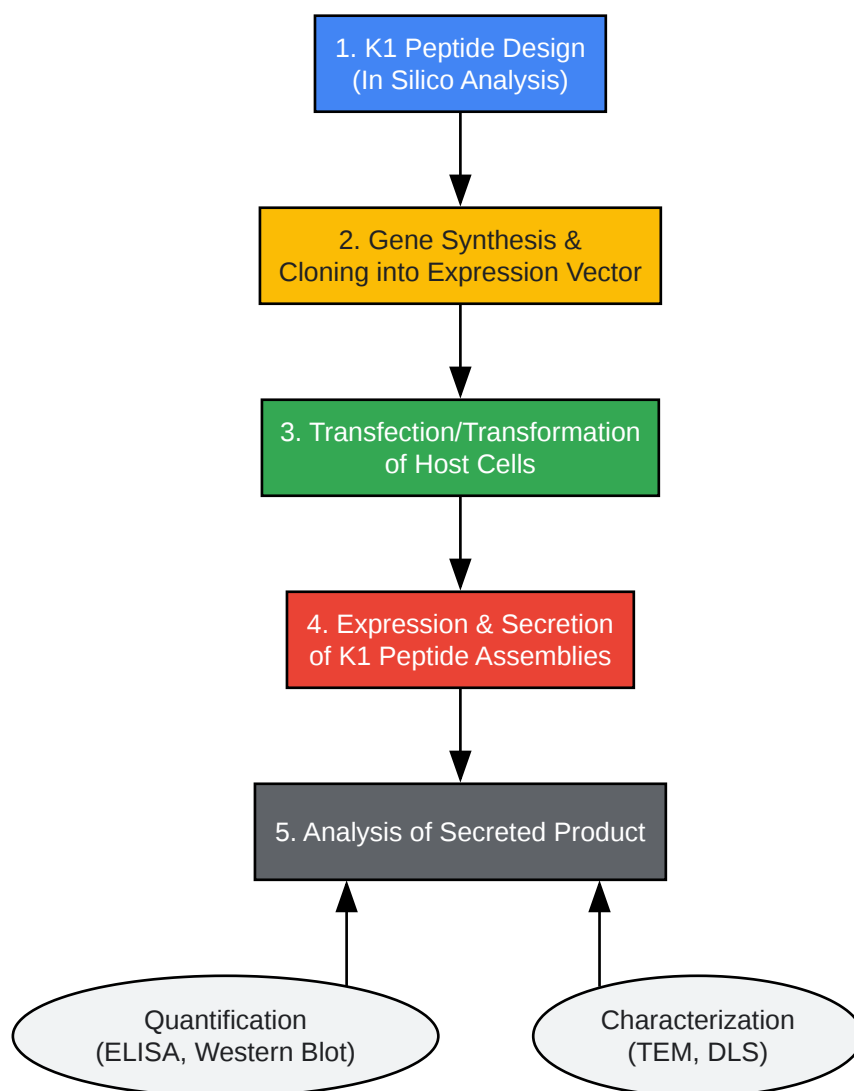 1. K1 Peptide Design
(In Silico Analysis)
2. Gene Synthesis &
Cloning into Expression Vector
3. Transfection/Transformation
of Host Cells
4. Expression & Secretion
of K1 Peptide Assemblies
5. Analysis of Secreted Product
Quantification
(ELISA, Western Blot)
Characterization
(TEM, DLS)